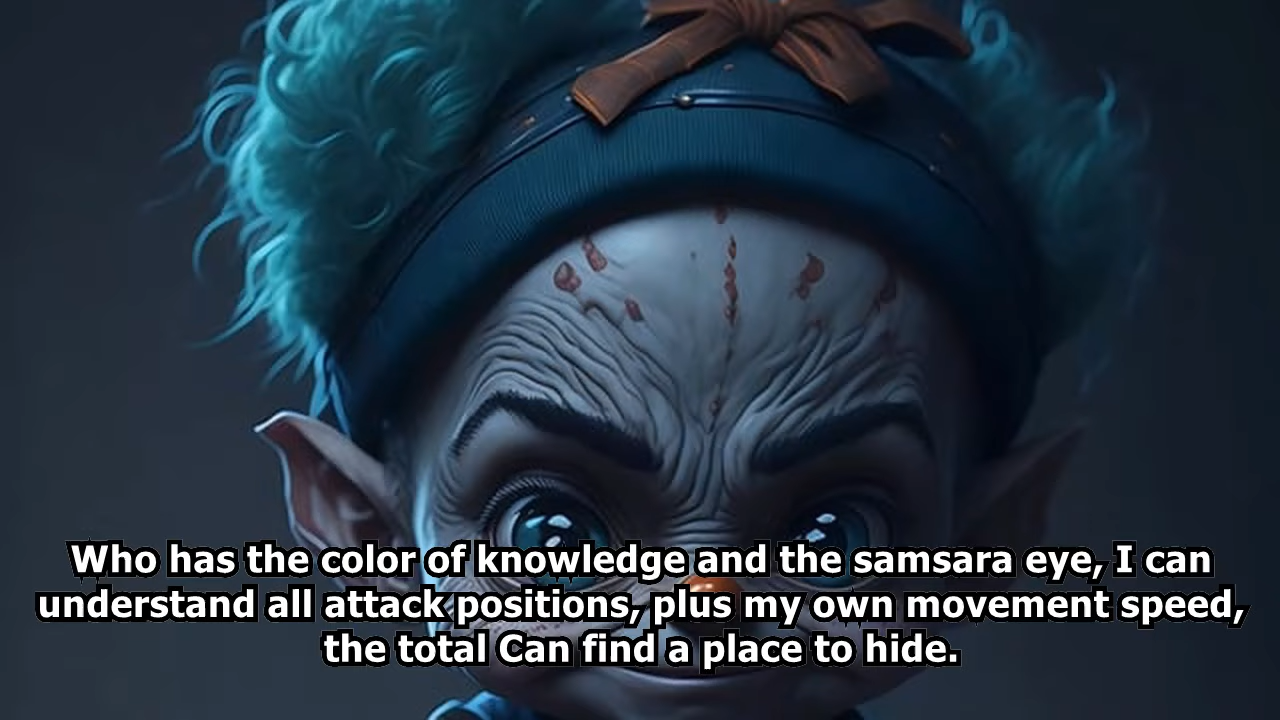 Who has the color of knowledge and the samsara eye, I can
understand all attack positions, plus my own movement speed,
the total Can find a place to hide.